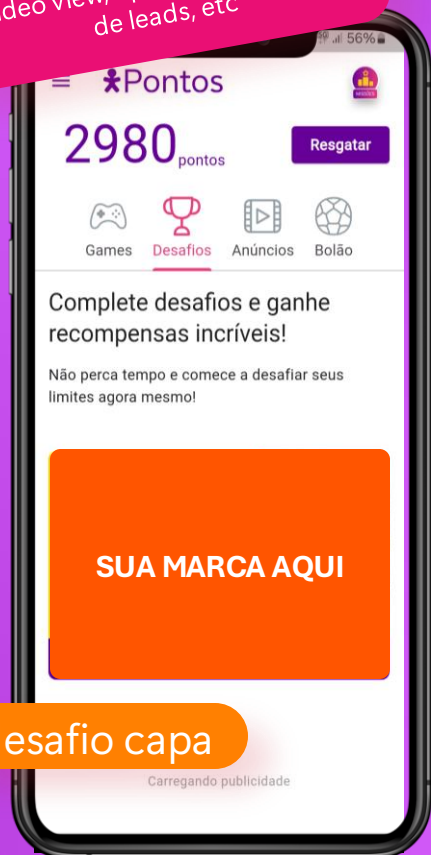 de leads, etc
56%
Pontos
2980 pontos
Resgatar
Games Desafios Anúncios Bolão
Complete desafios e ganhe
recompensas incríveis!
Não perca tempo e comece a desafiar seus
limites agora mesmo!
SUA MARCA AQUI
esafio capa
Carregando publicidade